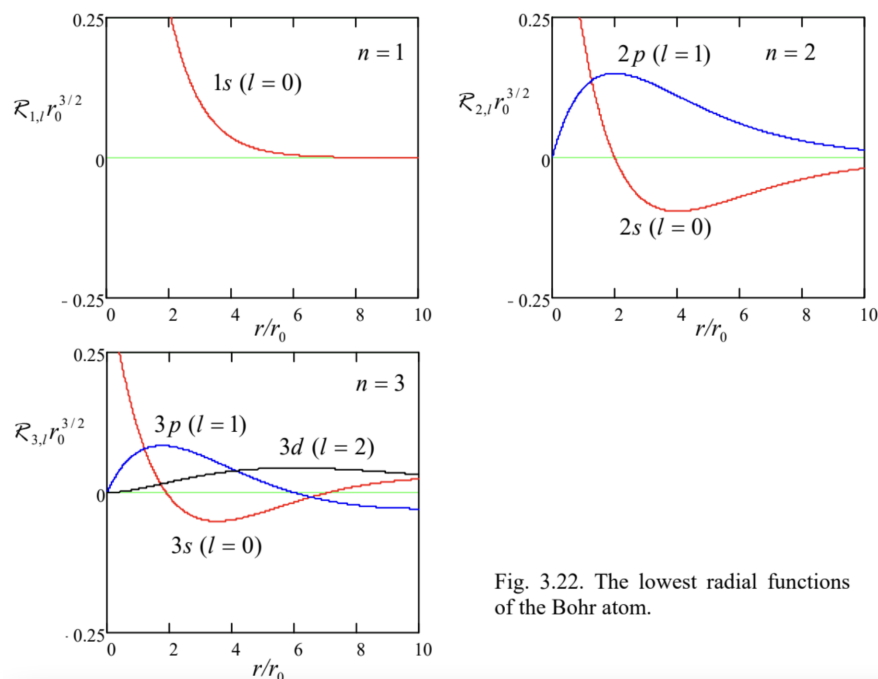 0.25
n = 1
1s (l = 0)
ℛ₁,ₗr₀^{3/2}
0
- 0.25
0 2 4 6 8 10
r/r₀
0.25
2p (l = 1) n = 2
ℛ₂,ₗr₀^{3/2}
0
2s (l = 0)
- 0.25
0 2 4 6 8 10
r/r₀
0.25
n = 3
3p (l = 1)
ℛ₃,ₗr₀^{3/2}
3d (l = 2)
0
3s (l = 0)
- 0.25
0 2 4 6 8 10
r/r₀
Fig. 3.22. The lowest radial functions
of the Bohr atom.